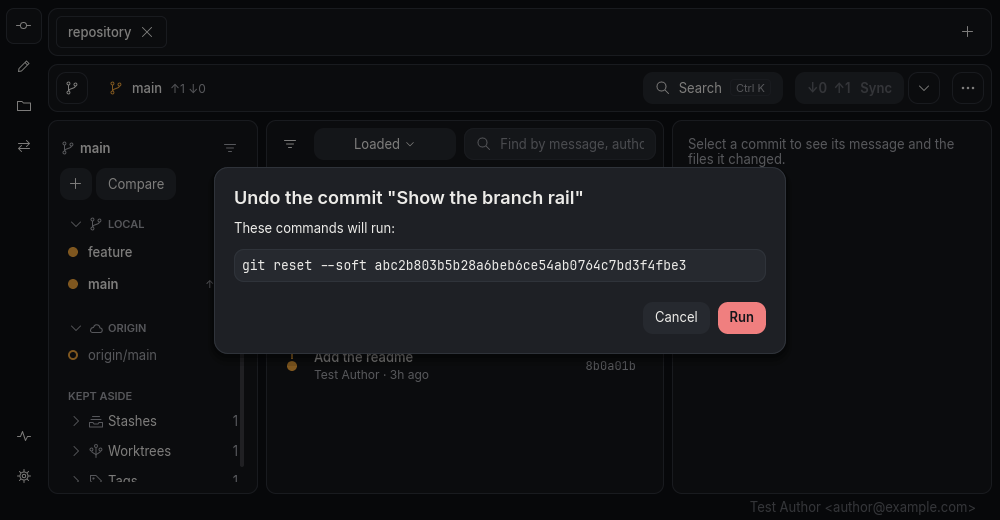 repository
main ↑1 ↓0
Search Ctrl K
↓0 ↑1 Sync
main
Compare
LOCAL
feature
main
ORIGIN
origin/main
KEPT ASIDE
Stashes 1
Worktrees 1
Tags 1
Loaded
Find by message, autho
Select a commit to see its message and the
files it changed.
Undo the commit "Show the branch rail"
These commands will run:
git reset --soft abc2b803b5b28a6beb6ce54ab0764c7bd3f4fbe3
Cancel
Run
Add the readme
Test Author · 3h ago
8b0a01b
Test Author <author@example.com>